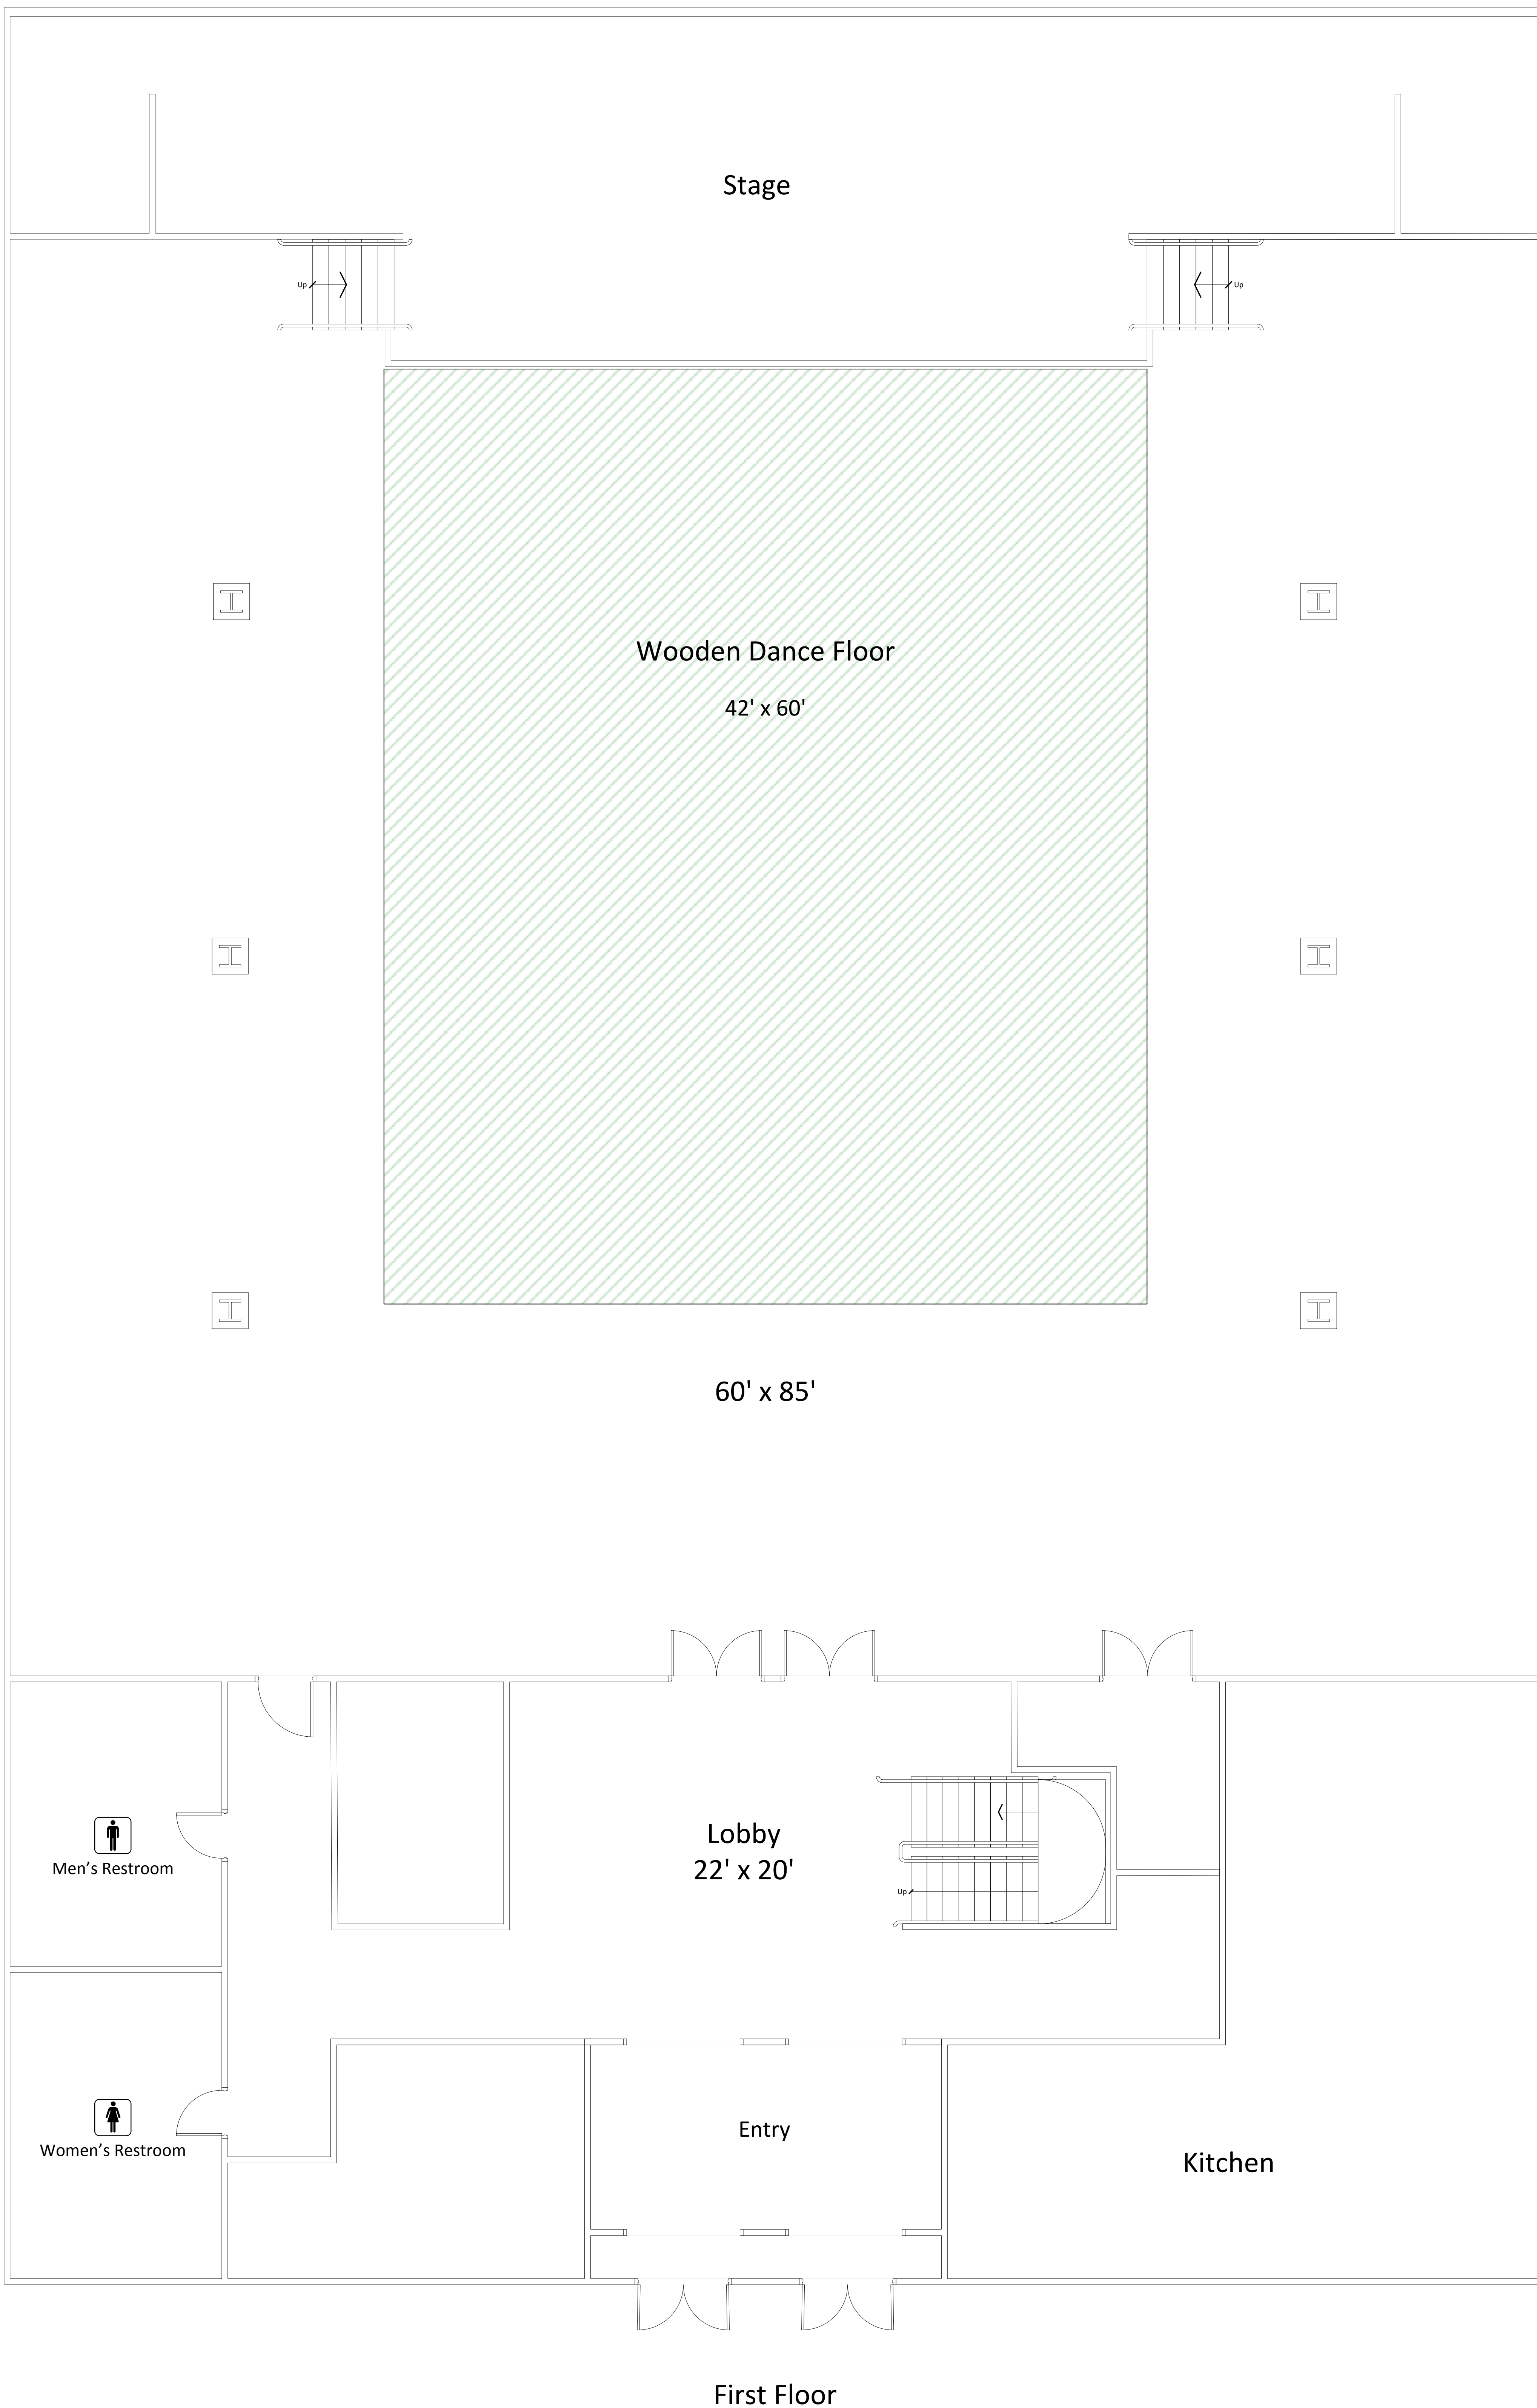 Stage
Up
Up
Wooden Dance Floor
42' x 60'
60' x 85'
Lobby
22' x 20'
Up
Men’s Restroom
Entry
Women’s Restroom
Kitchen
First Floor